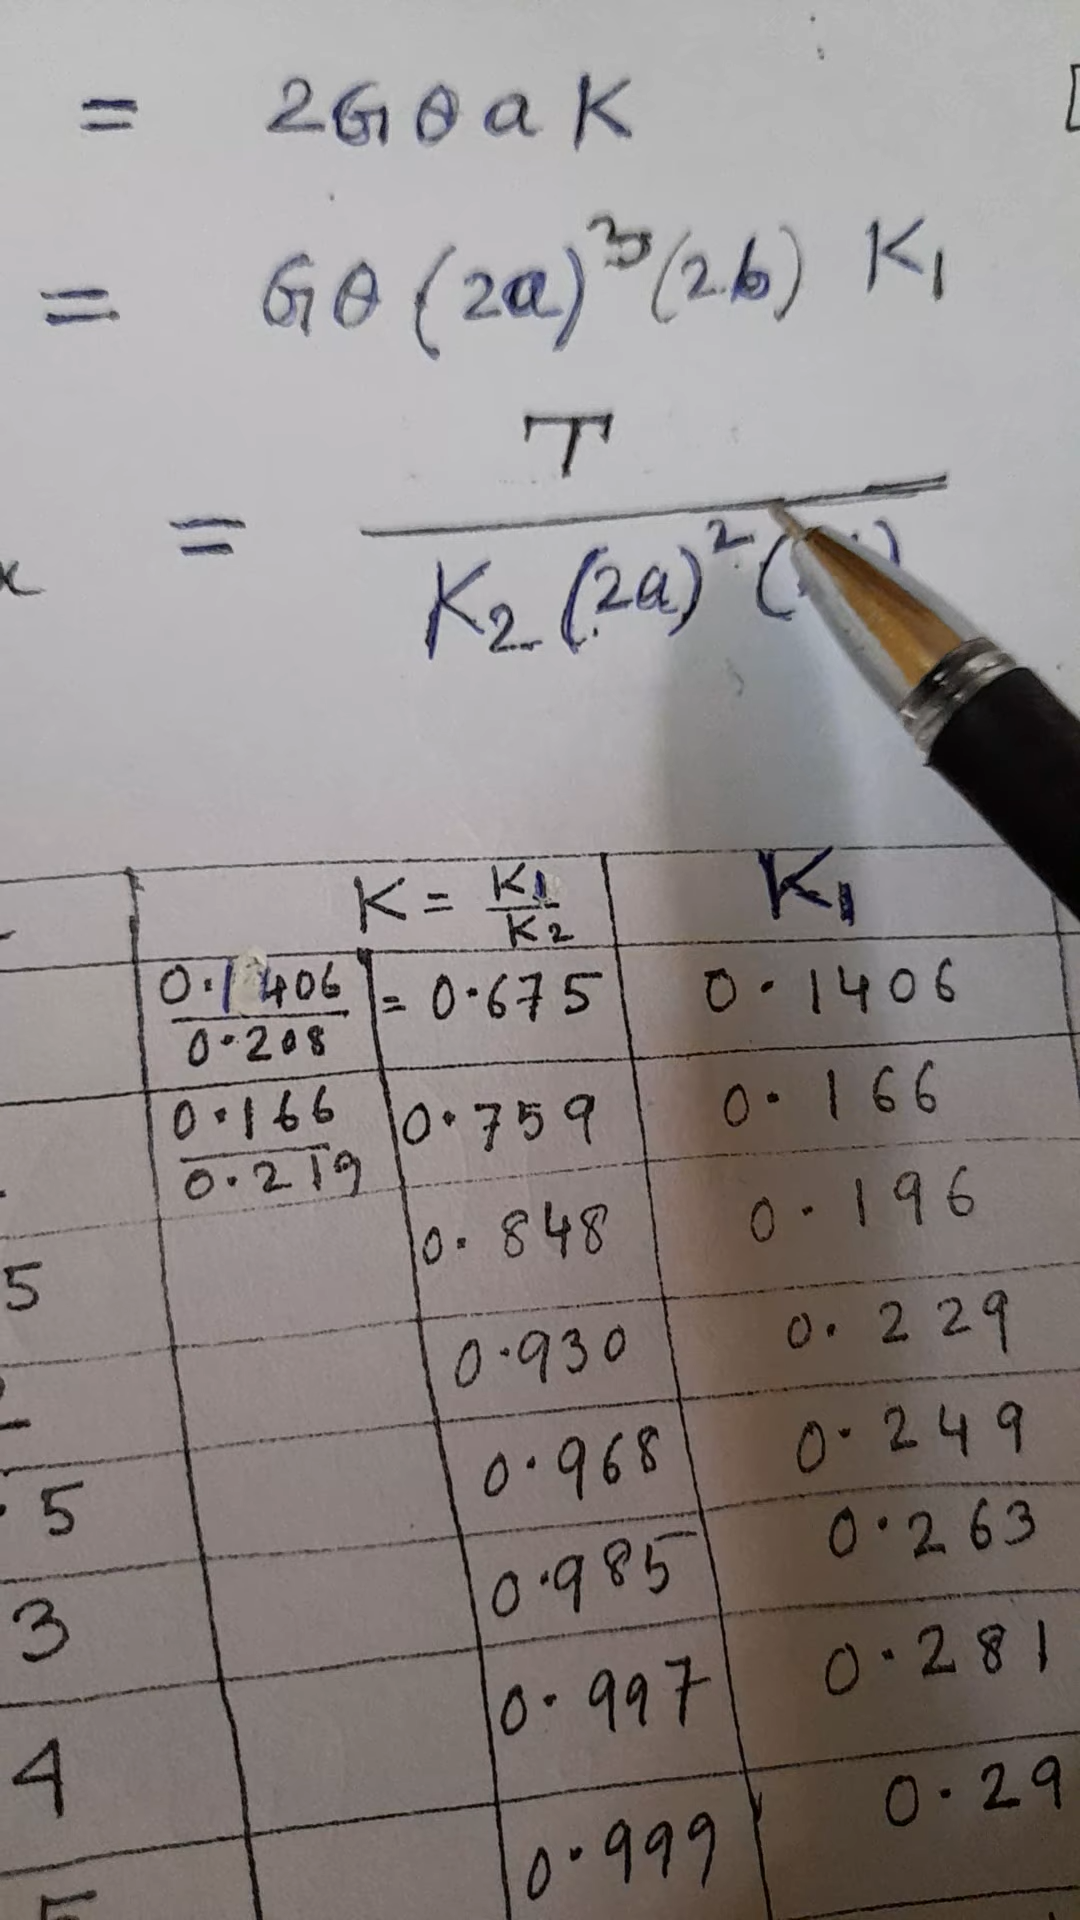 = 2Gθ a K
= Gθ (2a)³ (2b) K₁
= T
K₂ (2a)² (
K = K₁/K₂ K₁
0.1406/0.208 = 0.675 0.1406
0.166/0.219 0.759 0.166
0.848 0.196
5 0.930 0.229
0.968 0.249
5 0.985 0.263
3 0.997 0.281
4 0.999 0.29
5